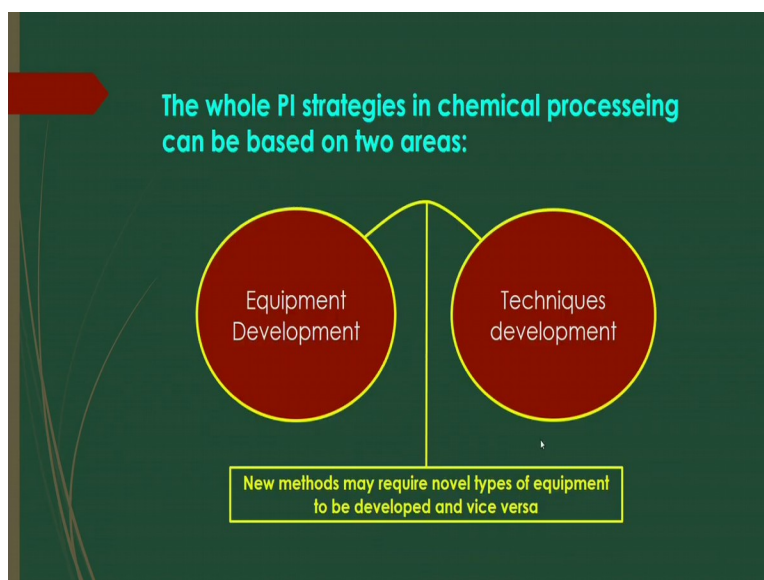 The whole PI strategies in chemical processeing
can be based on two areas:
Equipment
Development
Techniques
development
New methods may require novel types of equipment
to be developed and vice versa